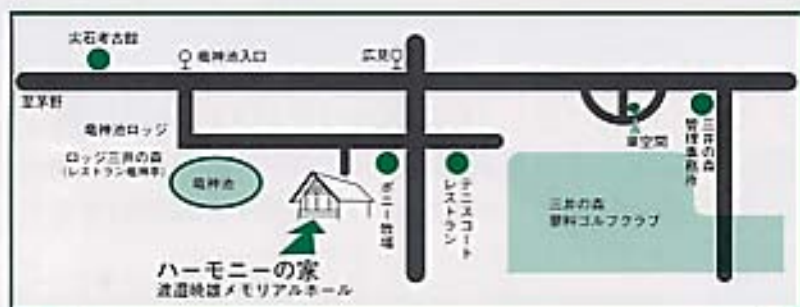 尖石考古館
竜神池入口
広見
至茅野
竜神池ロッジ
ロッジ三井の森
(レストラン竜神亭)
竜神池
ポニー牧場
テニスコート
レストラン
空間
三井の森
管理事務所
三井の森
蓼科ゴルフクラブ
ハーモニーの家
渡邉暁雄メモリアルホール